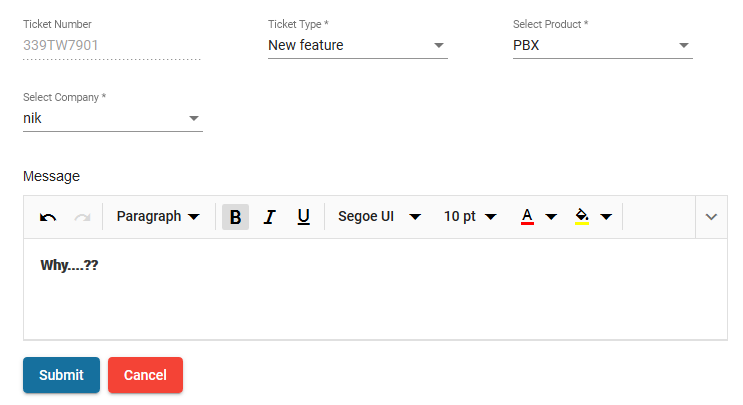 Ticket Number Ticket Type * Select Product *
339TW7901 New feature PBX
Select Company *
nik
Message
Paragraph B I U Segoe UI 10 pt A
Why....??
Submit Cancel